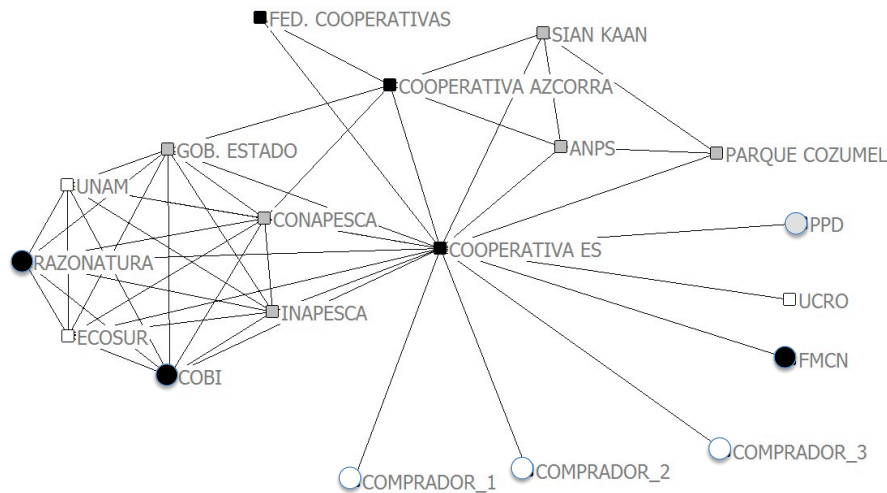 FED. COOPERATIVAS
SIAN KAAN
COOPERATIVA AZCORRA
GOB. ESTADO
ANPS
PARQUE COZUMEL
UNAM
CONAPESCA
PPD
COOPERATIVA ES
RAZONATURA
UCRO
INAPESCA
ECOSUR
FMCN
COBI
COMPRADOR_3
COMPRADOR_2
COMPRADOR_1